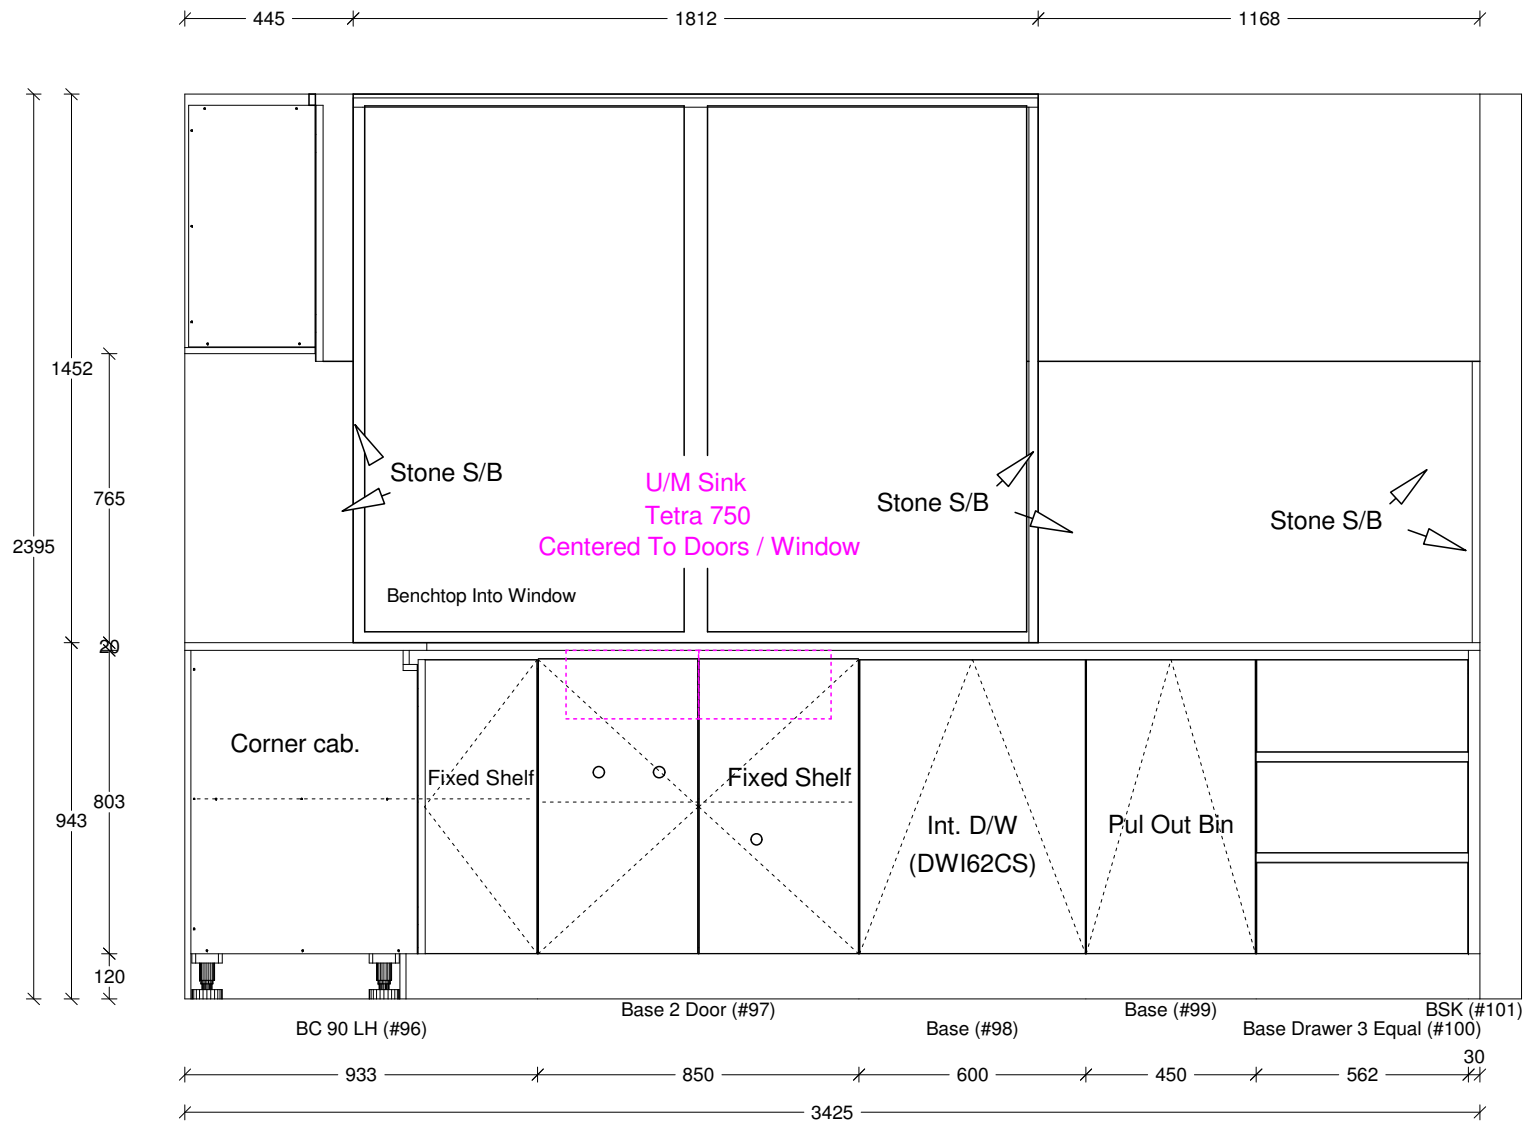 445
1812
1168
1452
Stone S/B
U/M Sink
765
Stone S/B
Tetra 750
Stone S/B
2395
Centered To Doors / Window
Benchtop Into Window
20
Corner cab.
Fixed Shelf
Fixed Shelf
803
943
Int. D/W
Pul Out Bin
(DWI62CS)
120
Base 2 Door (#97)
Base (#99)
BSK (#101)
BC 90 LH (#96)
Base (#98)
Base Drawer 3 Equal (#100)
30
933
850
600
450
562
3425